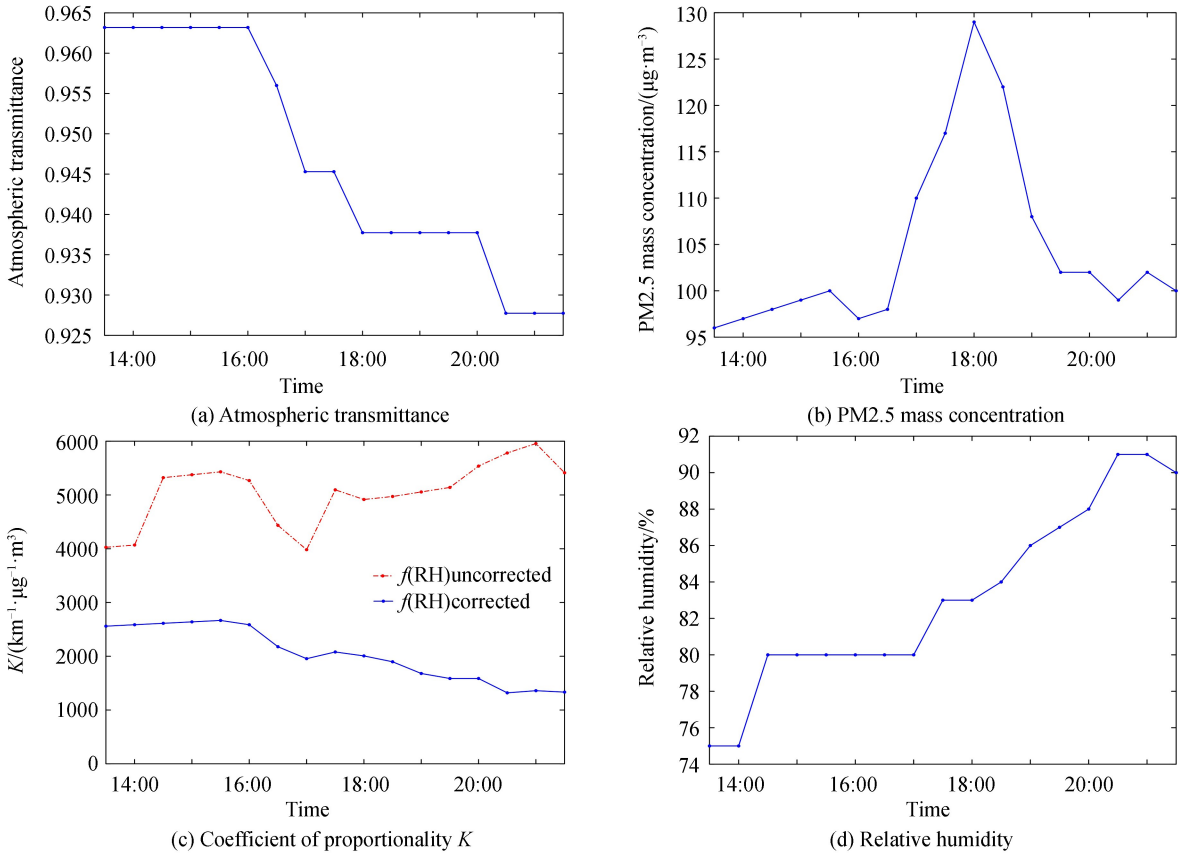 0.965
0.960
0.955
0.950
0.945
0.940
0.935
0.930
0.925
Atmospheric transmittance
14:00 16:00 18:00 20:00
Time
(a) Atmospheric transmittance
130
125
120
115
110
105
100
95
PM2.5 mass concentration/(μg·m⁻³)
14:00 16:00 18:00 20:00
Time
(b) PM2.5 mass concentration
6000
5000
4000
3000
2000
1000
0
K/(km⁻¹·μg⁻¹·m³)
f(RH)uncorrected
f(RH)corrected
14:00 16:00 18:00 20:00
Time
(c) Coefficient of proportionality K
92
90
88
86
84
82
80
78
76
74
Relative humidity/%
14:00 16:00 18:00 20:00
Time
(d) Relative humidity